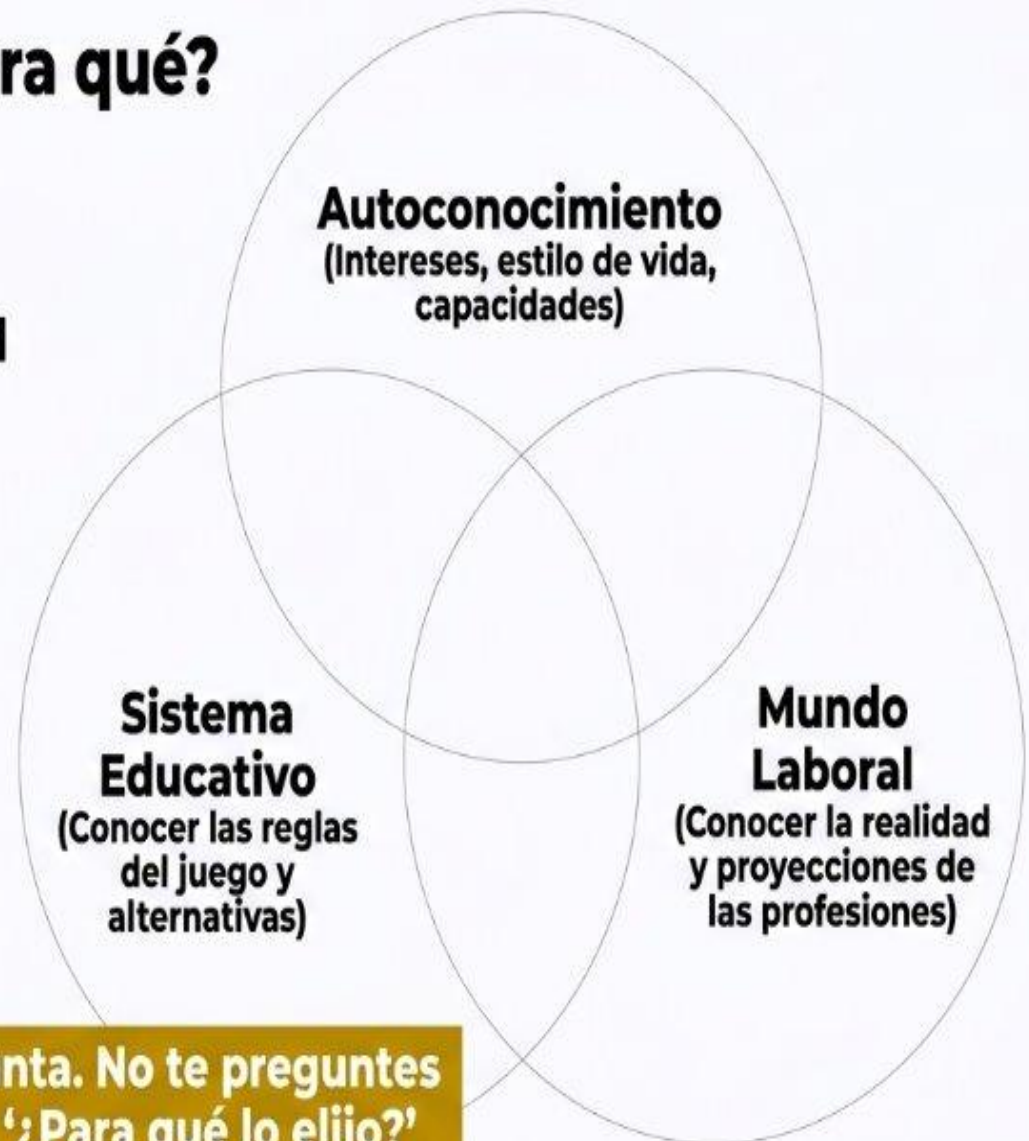 ra qué?
Autoconocimiento
(Intereses, estilo de vida,
capacidades)
Sistema
Educativo
(Conocer las reglas
del juego y
alternativas)
Mundo
Laboral
(Conocer la realidad
y proyecciones de
las profesiones)
nta. No te preguntes
‘¿Para qué lo elijo?’